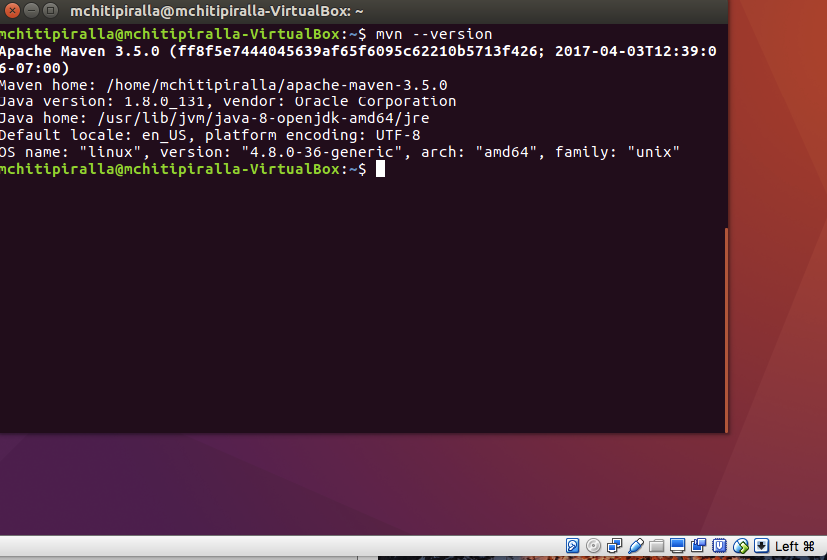 mchitipiralla@mchitipiralla-VirtualBox: ~
mchitipiralla@mchitipiralla-VirtualBox:~$ mvn --version
Apache Maven 3.5.0 (ff8f5e7444045639af65f6095c62210b5713f426; 2017-04-03T12:39:0
6-07:00)
Maven home: /home/mchitipiralla/apache-maven-3.5.0
Java version: 1.8.0_131, vendor: Oracle Corporation
Java home: /usr/lib/jvm/java-8-openjdk-amd64/jre
Default locale: en_US, platform encoding: UTF-8
OS name: "linux", version: "4.8.0-36-generic", arch: "amd64", family: "unix"
mchitipiralla@mchitipiralla-VirtualBox:~$
Left ⌘